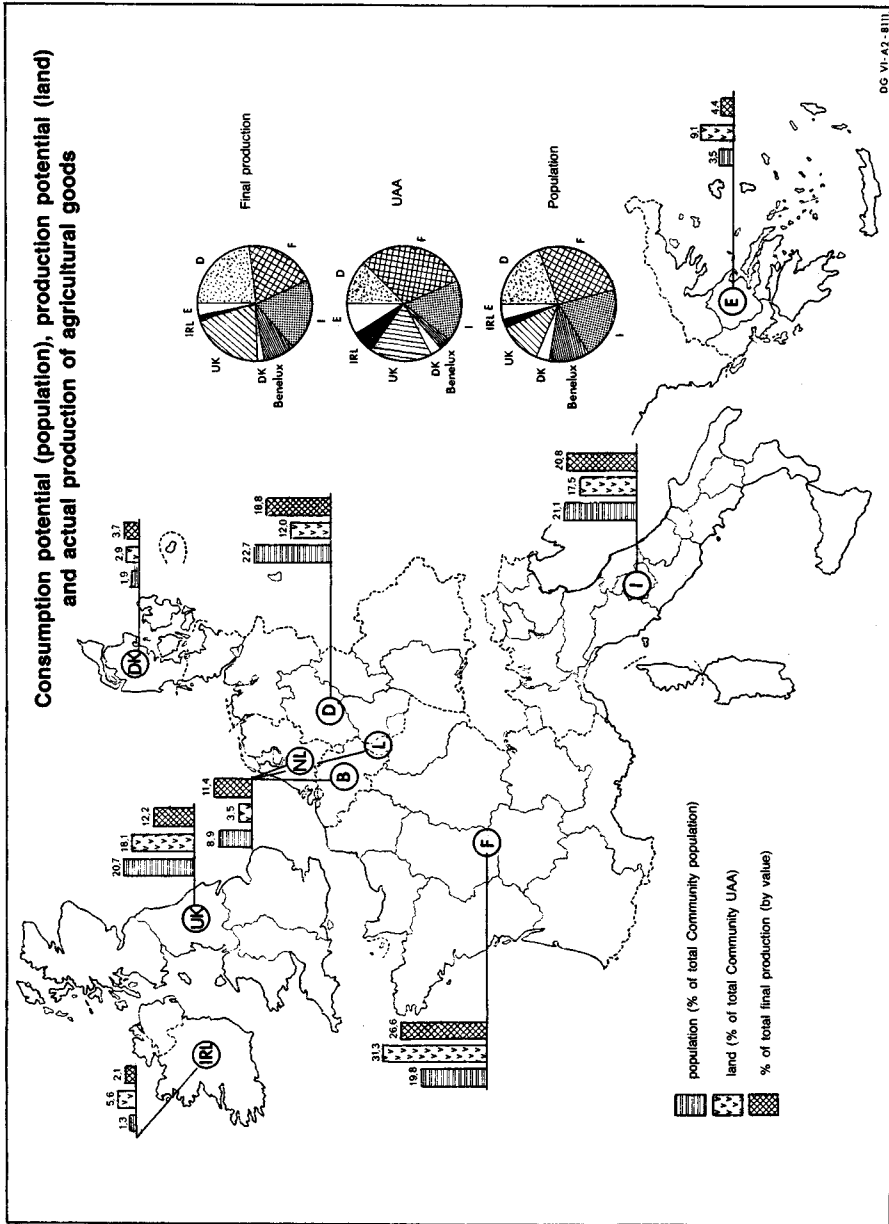 Consumption potential (population), production potential (land)
and actual production of agricultural goods
Final production
D
F
I
Benelux
DK
UK
IRL
E
UAA
D
F
I
Benelux
DK
UK
IRL
E
Population
D
F
I
Benelux
DK
UK
IRL
E
1,3
5,6
2,1
IRL
20,7
18,1
12,2
UK
8,9
3,5
11,4
NL
B
L
1,9
2,9
3,7
DK
22,7
12,0
18,8
D
19,8
31,3
26,6
F
21,1
17,5
20,8
I
3,5
9,1
4,4
E
population (% of total Community population)
land (% of total Community UAA)
% of total final production (by value)
DG VI-A2-8111